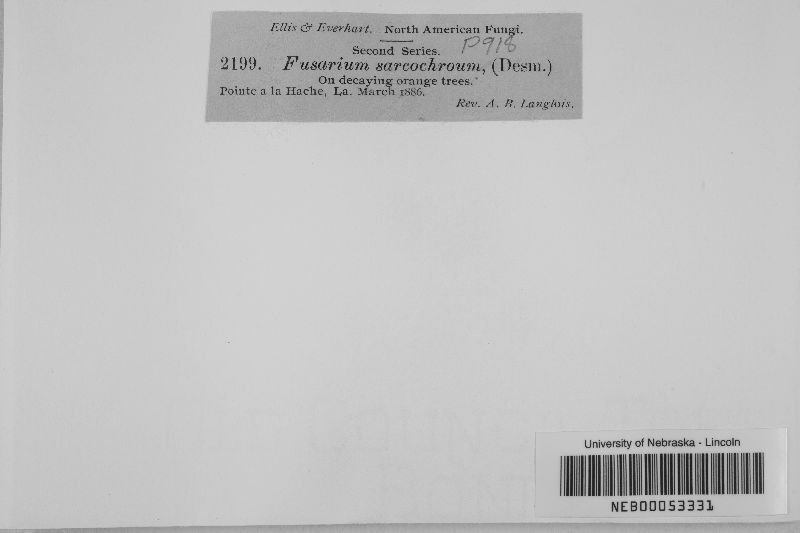 Ellis & Everhart. North American Fungi.
Second Series. P918
2199. Fusarium sarcochroum, (Desm.)
On decaying orange trees.
Pointe a la Hache, La. March 1886.
Rev. A. B. Langlois.
University of Nebraska - Lincoln
NEB00053331